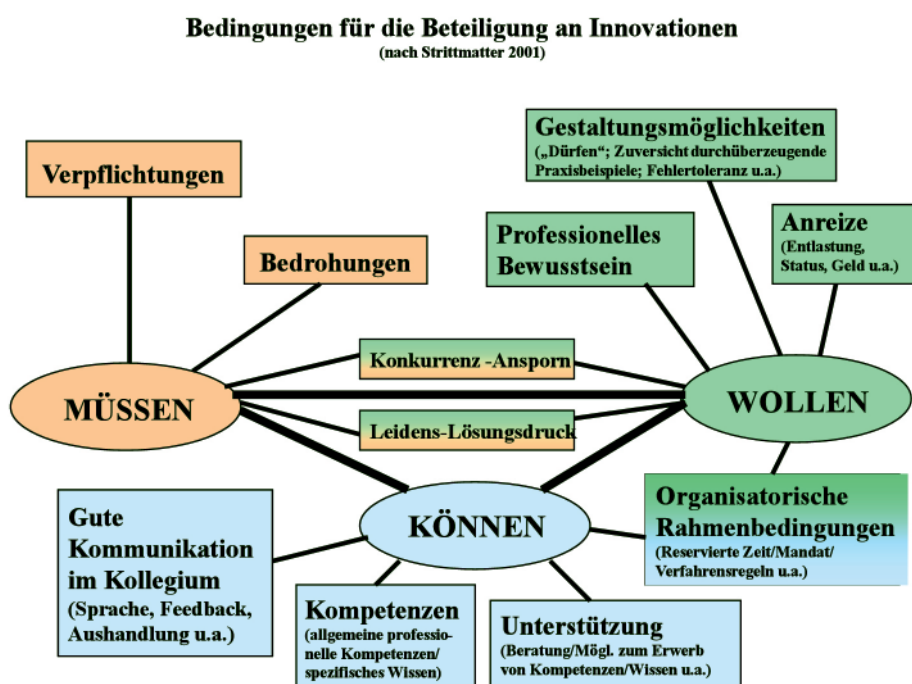 Bedingungen für die Beteiligung an Innovationen
(nach Strittmatter 2001)
Gestaltungsmöglichkeiten
(„Dürfen“; Zuversicht durchüberzeugende
Praxisbeispiele; Fehlertoleranz u.a.)
Verpflichtungen
Anreize
(Entlastung,
Status, Geld u.a.)
Professionelles
Bewusstsein
Bedrohungen
Konkurrenz -Ansporn
MÜSSEN
WOLLEN
Leidens-Lösungsdruck
KÖNNEN
Organisatorische
Rahmenbedingungen
(Reservierte Zeit/Mandat/
Verfahrensregeln u.a.)
Gute
Kommunikation
im Kollegium
(Sprache, Feedback,
Aushandlung u.a.)
Kompetenzen
(allgemeine professio-
nelle Kompetenzen/
spezifisches Wissen)
Unterstützung
(Beratung/Mögl. zum Erwerb
von Kompetenzen/Wissen u.a.)